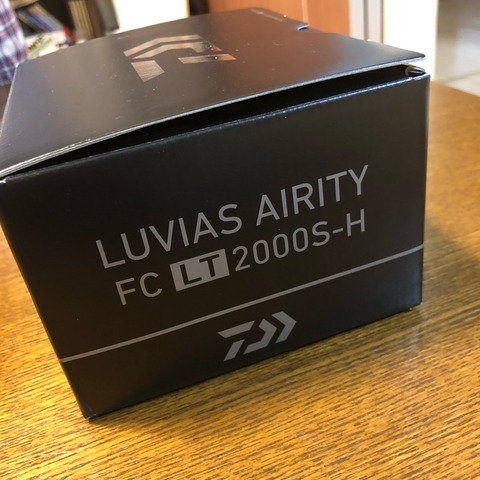 LUVIAS AIRITY
FC LT 2000S-H